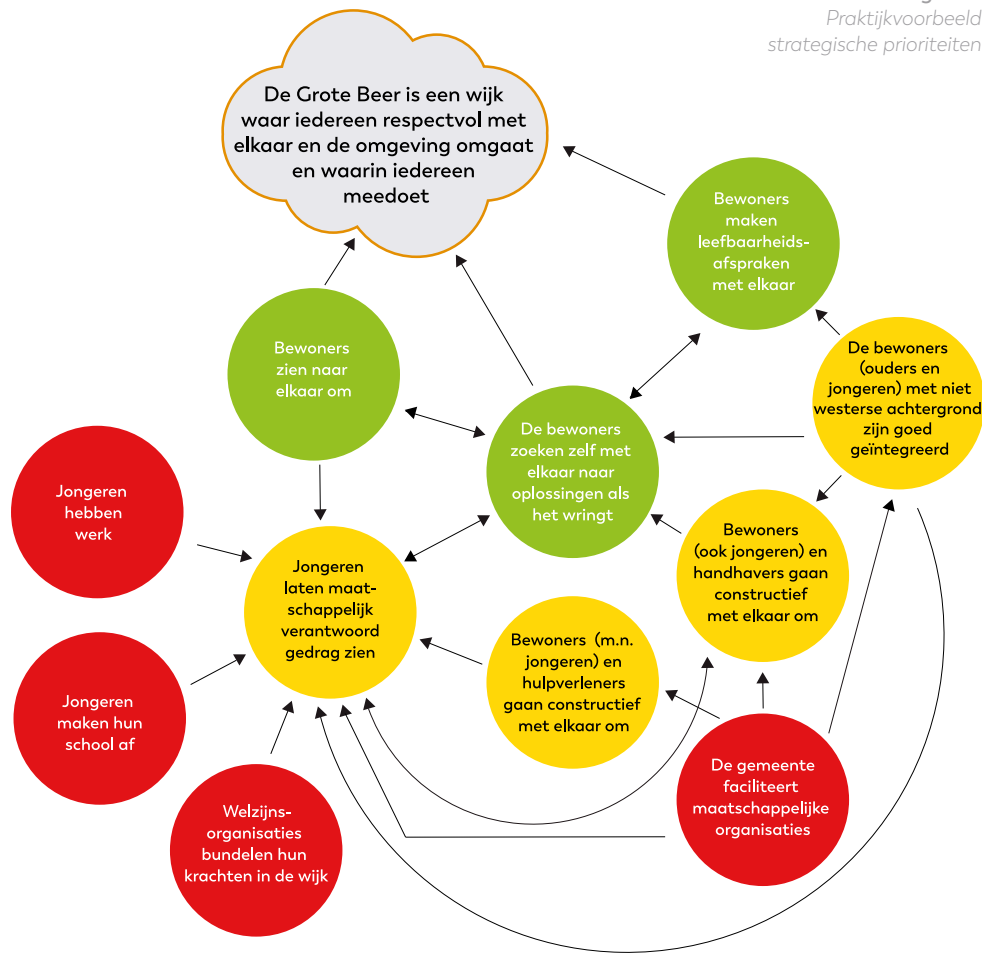 Praktijkvoorbeeld
strategische prioriteiten
De Grote Beer is een wijk
waar iedereen respectvol met
elkaar en de omgeving omgaat
en waarin iedereen
meedoet
Bewoners
maken
leefbaarheids-
afspraken
met elkaar
Bewoners
zien naar
elkaar om
De bewoners
(ouders en
jongeren) met niet
westerse achtergrond
zijn goed
geïntegreerd
De bewoners
zoeken zelf met
elkaar naar
oplossingen als
het wringt
Jongeren
hebben
werk
Bewoners
(ook jongeren) en
handhavers gaan
constructief
met elkaar om
Jongeren
laten maat-
schappelijk
verantwoord
gedrag zien
Bewoners (m.n.
jongeren) en
hulpverleners
gaan constructief
met elkaar om
Jongeren
maken hun
school af
De gemeente
faciliteert
maatschappelijke
organisaties
Welzijns-
organisaties
bundelen hun
krachten in de wijk